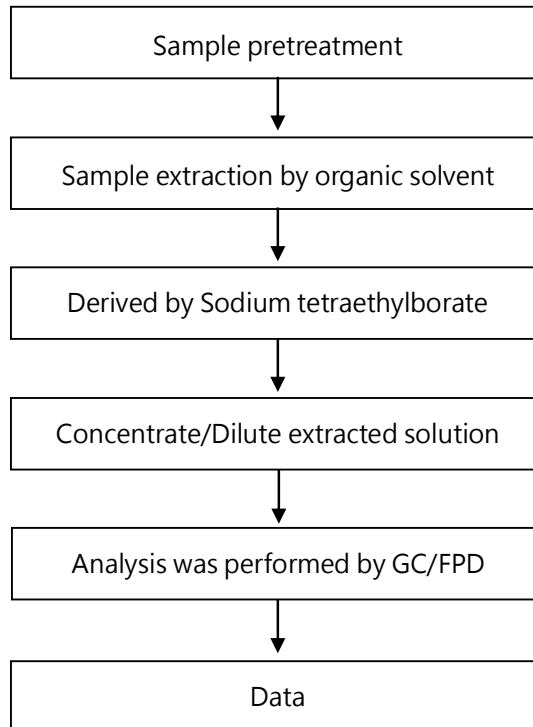 Sample pretreatment
Sample extraction by organic solvent
Derived by Sodium tetraethylborate
Concentrate/Dilute extracted solution
Analysis was performed by GC/FPD
Data